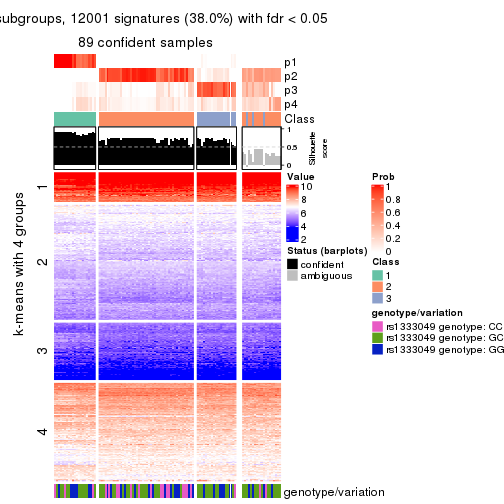 subgroups, 12001 signatures (38.0%) with fdr < 0.05
89 confident samples
p1
p2
p3
p4
Class
1
0.5
0
Silhouette
score
k-means with 4 groups
1
2
3
4
Value
10
8
6
4
2
Status (barplots)
confident
ambiguous
Prob
1
0.8
0.6
0.4
0.2
0
Class
1
2
3
genotype/variation
rs1333049 genotype: CC
rs1333049 genotype: GC
rs1333049 genotype: GG
genotype/variation